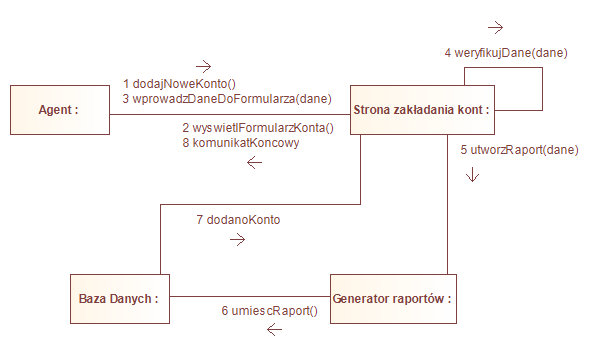 4 weryfikujDane(dane)
1 dodajNoweKonto()
3 wprowadzDaneDoFormularza(dane)
Agent :
Strona zakładania kont :
2 wyswietlFormularzKonta()
8 komunikatKoncowy
5 utworzRaport(dane)
7 dodanoKonto
Baza Danych :
Generator raportów :
6 umiescRaport()